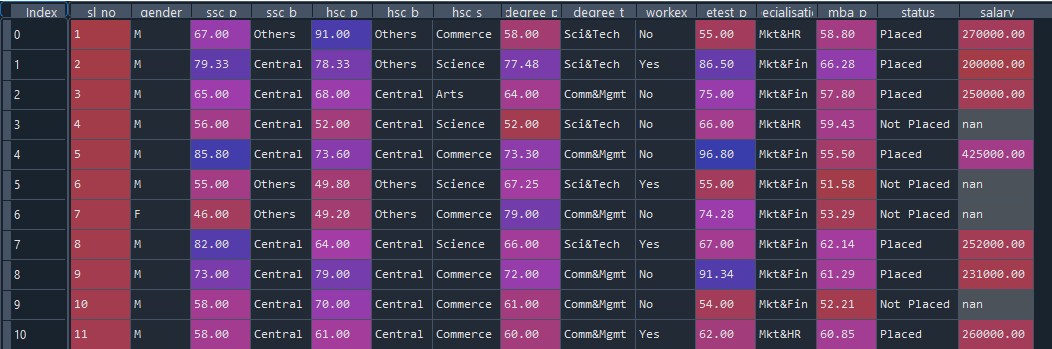 Index sl_no gender ssc_p ssc_b hsc_p hsc_b hsc_s degree_p degree_t workex etest_p ecialisatio mba_p status salary
0 1 M 67.00 Others 91.00 Others Commerce 58.00 Sci&Tech No 55.00 Mkt&HR 58.80 Placed 270000.00
1 2 M 79.33 Central 78.33 Others Science 77.48 Sci&Tech Yes 86.50 Mkt&Fin 66.28 Placed 200000.00
2 3 M 65.00 Central 68.00 Central Arts 64.00 Comm&Mgmt No 75.00 Mkt&Fin 57.80 Placed 250000.00
3 4 M 56.00 Central 52.00 Central Science 52.00 Sci&Tech No 66.00 Mkt&HR 59.43 Not Placed nan
4 5 M 85.80 Central 73.60 Central Commerce 73.30 Comm&Mgmt No 96.80 Mkt&Fin 55.50 Placed 425000.00
5 6 M 55.00 Others 49.80 Others Science 67.25 Sci&Tech Yes 55.00 Mkt&Fin 51.58 Not Placed nan
6 7 F 46.00 Others 49.20 Others Commerce 79.00 Comm&Mgmt No 74.28 Mkt&Fin 53.29 Not Placed nan
7 8 M 82.00 Central 64.00 Central Science 66.00 Sci&Tech Yes 67.00 Mkt&Fin 62.14 Placed 252000.00
8 9 M 73.00 Central 79.00 Central Commerce 72.00 Comm&Mgmt No 91.34 Mkt&Fin 61.29 Placed 231000.00
9 10 M 58.00 Central 70.00 Central Commerce 61.00 Comm&Mgmt No 54.00 Mkt&Fin 52.21 Not Placed nan
10 11 M 58.00 Central 61.00 Central Commerce 60.00 Comm&Mgmt Yes 62.00 Mkt&HR 60.85 Placed 260000.00